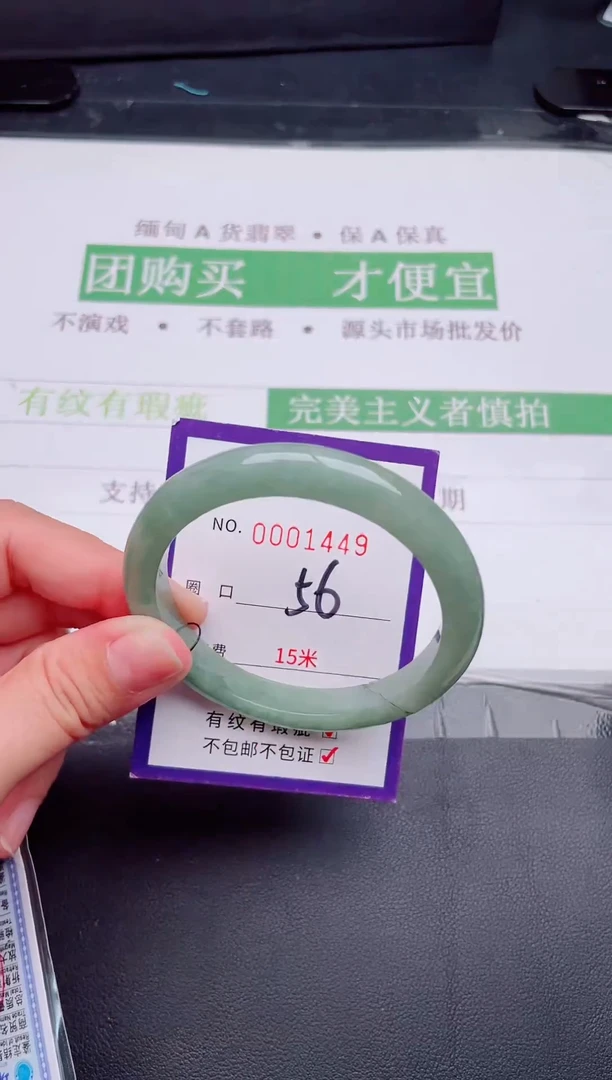 缅甸A货翡翠 • 保A保真
团购买 才便宜
不演戏 • 不套路 • 源头市场批发价
有纹有瑕疵 完美主义者慎拍
支持 期
NO. 0001449
圈口 56
费 15米
有纹有瑕疵 ☑
不包邮不包证 ☑